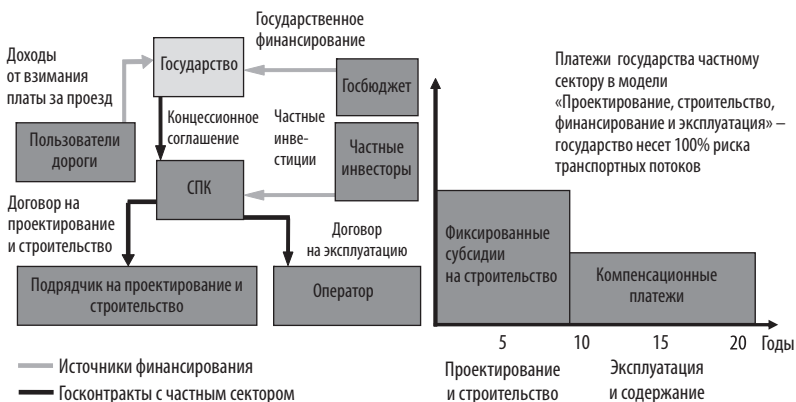 Государственное
финансирование
Доходы
от взимания
платы за проезд
Государство
Госбюджет
Концессионное
соглашение
Частные
инве-
стиции
Пользователи
дороги
Частные
инвесторы
СПК
Договор на
проектирование
и строительство
Договор
на эксплуатацию
Подрядчик на проектирование и
строительство
Оператор
Источники финансирования
Госконтракты с частным сектором
Платежи государства частному
сектору в модели
«Проектирование, строительство,
финансирование и эксплуатация» –
государство несет 100% риска
транспортных потоков
Фиксированные
субсидии
на строительство
Компенсационные
платежи
5 10 15 20 Годы
Проектирование
и строительство
Эксплуатация
и содержание